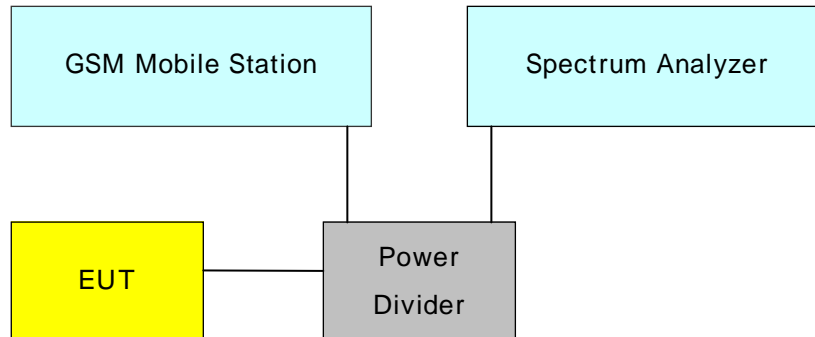 GSM Mobile Station
Spectrum Analyzer
EUT
Power
Divider